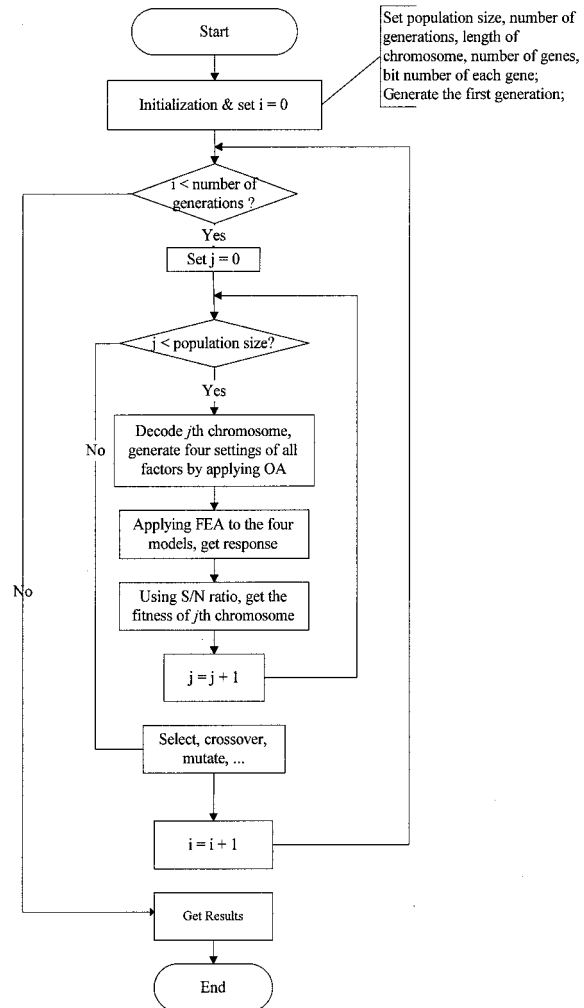 Start
Set population size, number of
generations, length of
chromosome, number of genes,
bit number of each gene;
Generate the first generation;
Initialization & set i = 0
i < number of
generations ?
Yes
Set j = 0
j < population size?
Yes
No
Decode jth chromosome,
generate four settings of all
factors by applying OA
Applying FEA to the four
models, get response
No
Using S/N ratio, get the
fitness of jth chromosome
j = j + 1
Select, crossover,
mutate, ...
i = i + 1
Get Results
End